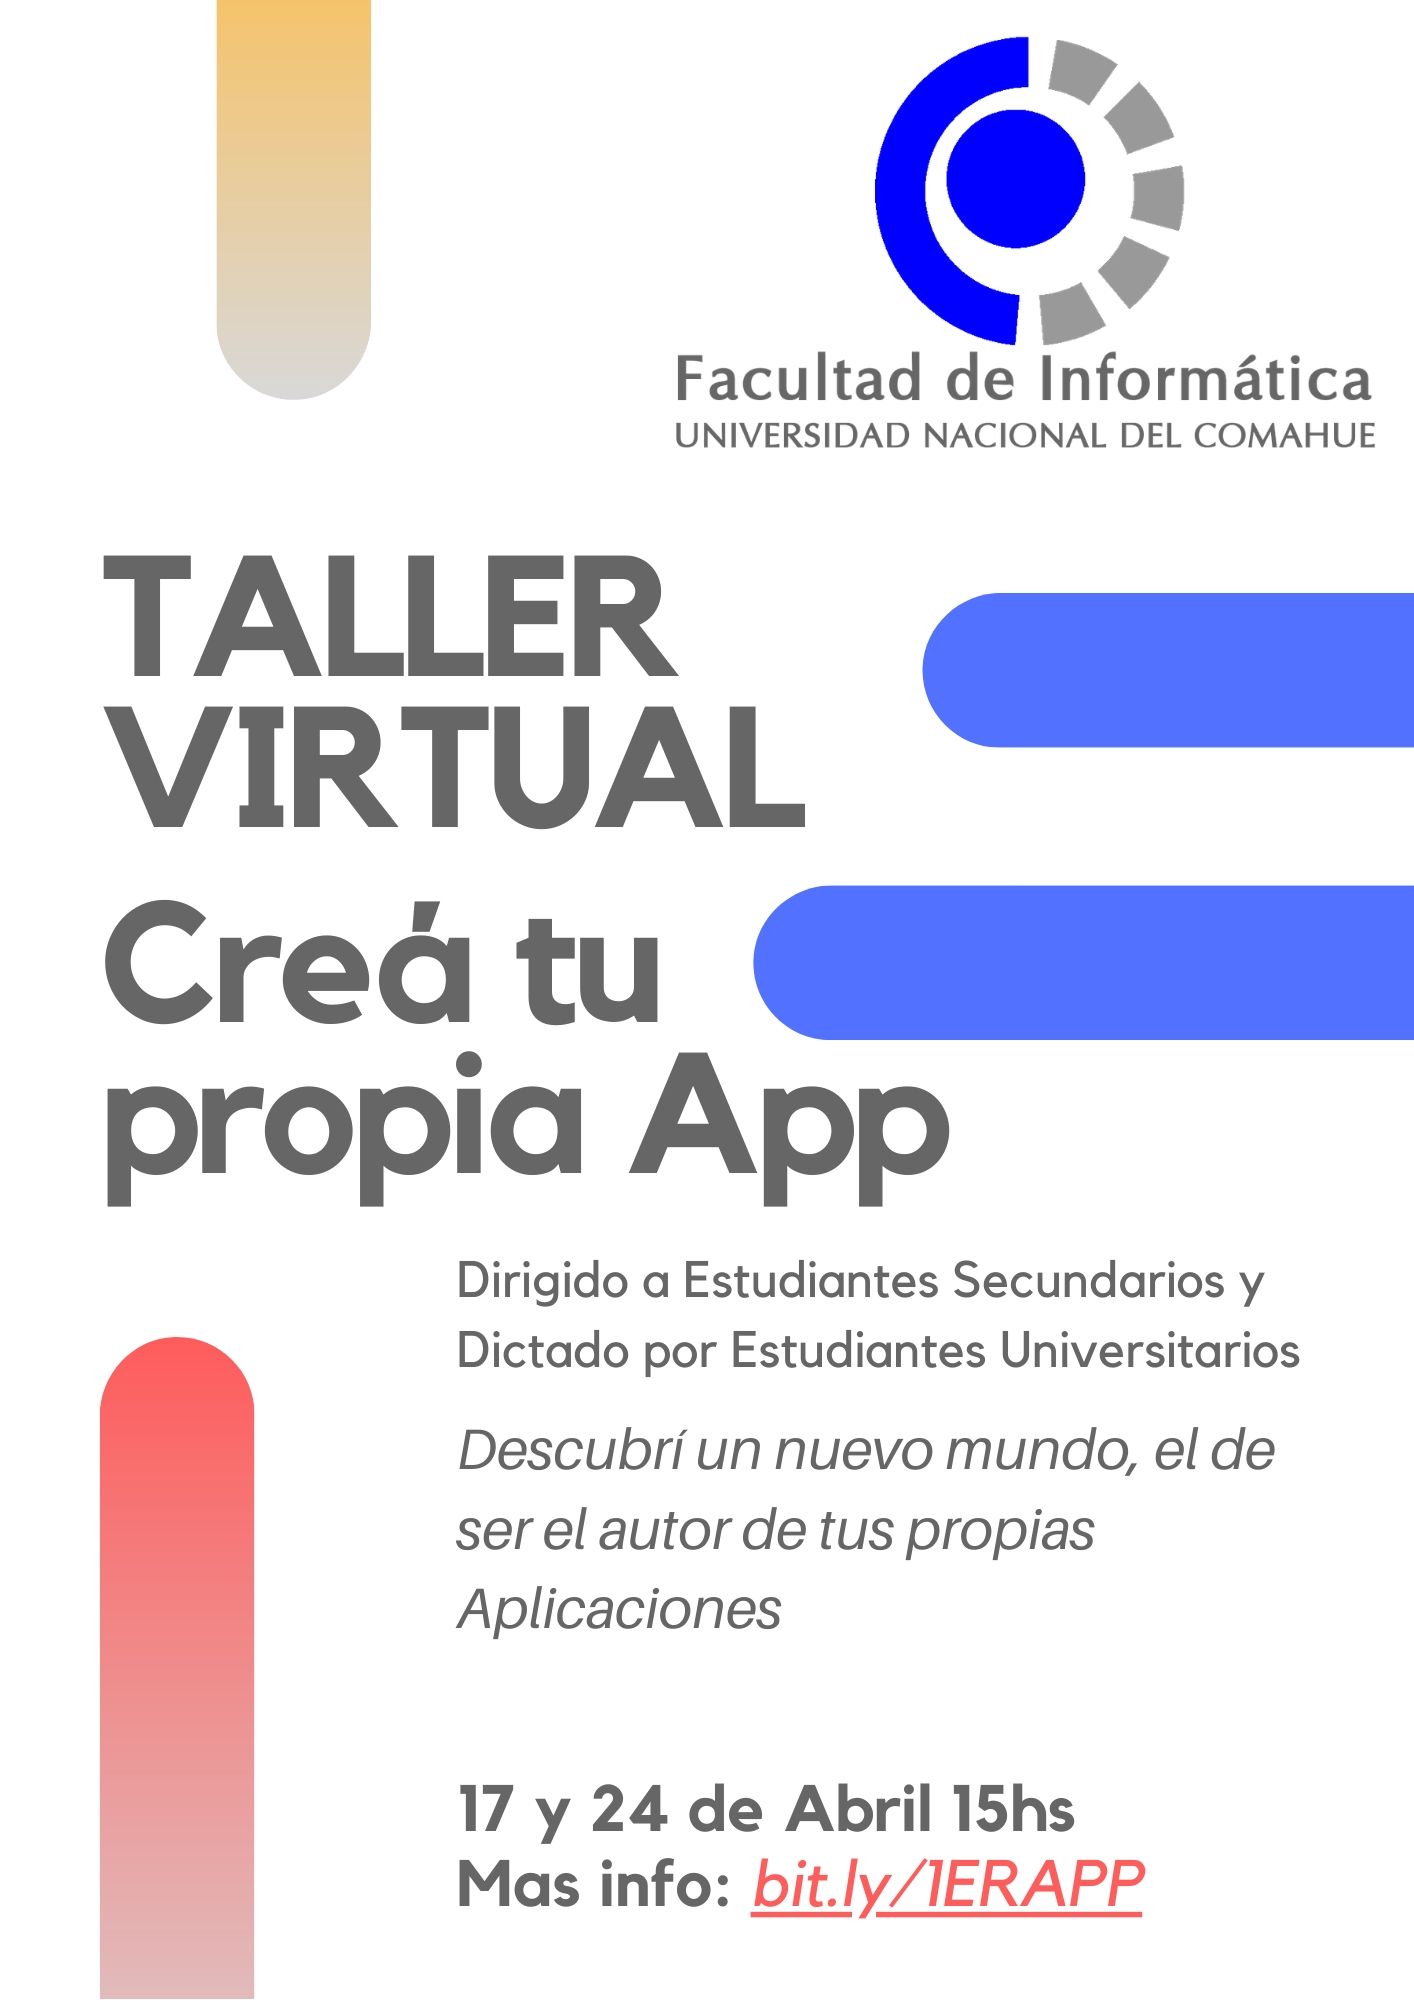 Facultad de Informática
UNIVERSIDAD NACIONAL DEL COMAHUE
TALLER
VIRTUAL
Creá tu
propia App
Dirigido a Estudiantes Secundarios y
Dictado por Estudiantes Universitarios
Descubrí un nuevo mundo, el de
ser el autor de tus propias
Aplicaciones
17 y 24 de Abril 15hs
Mas info: bit.ly/1ERAPP